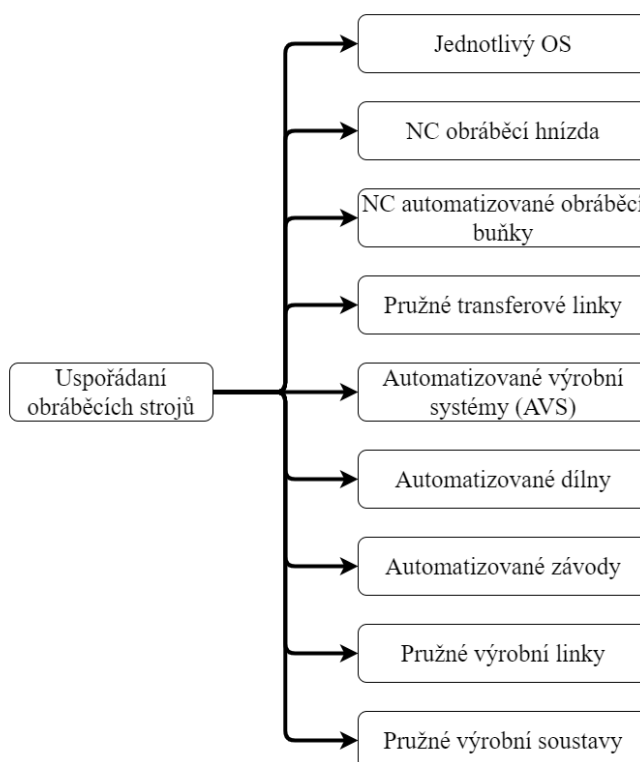 Jednotlivý OS
NC obráběcí hnízda
NC automatizované obráběcí
buňky
Pružné transferové linky
Uspořádaní
obráběcích strojů
Automatizované výrobní
systémy (AVS)
Automatizované dílny
Automatizované závody
Pružné výrobní linky
Pružné výrobní soustavy